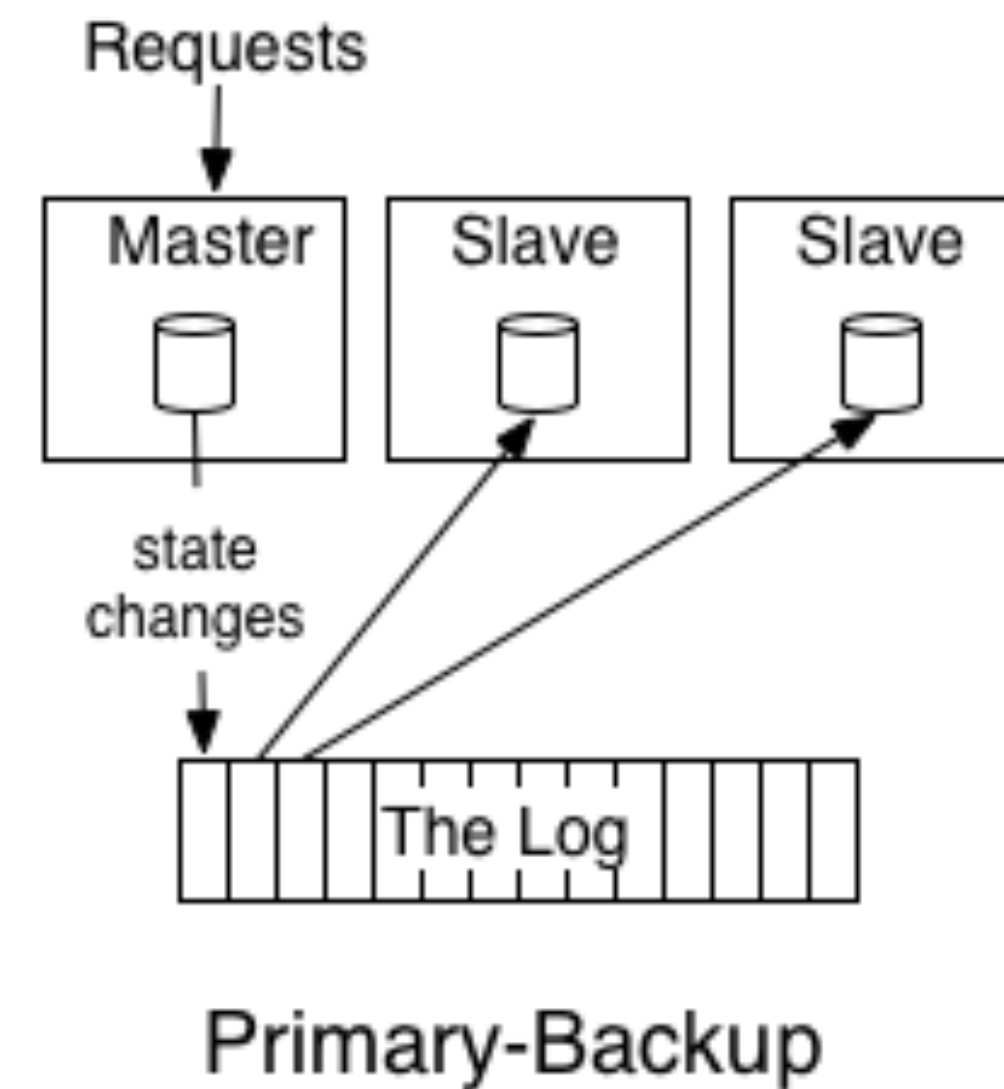 Requests
Master
Slave
Slave
state
changes
The Log
Primary-Backup